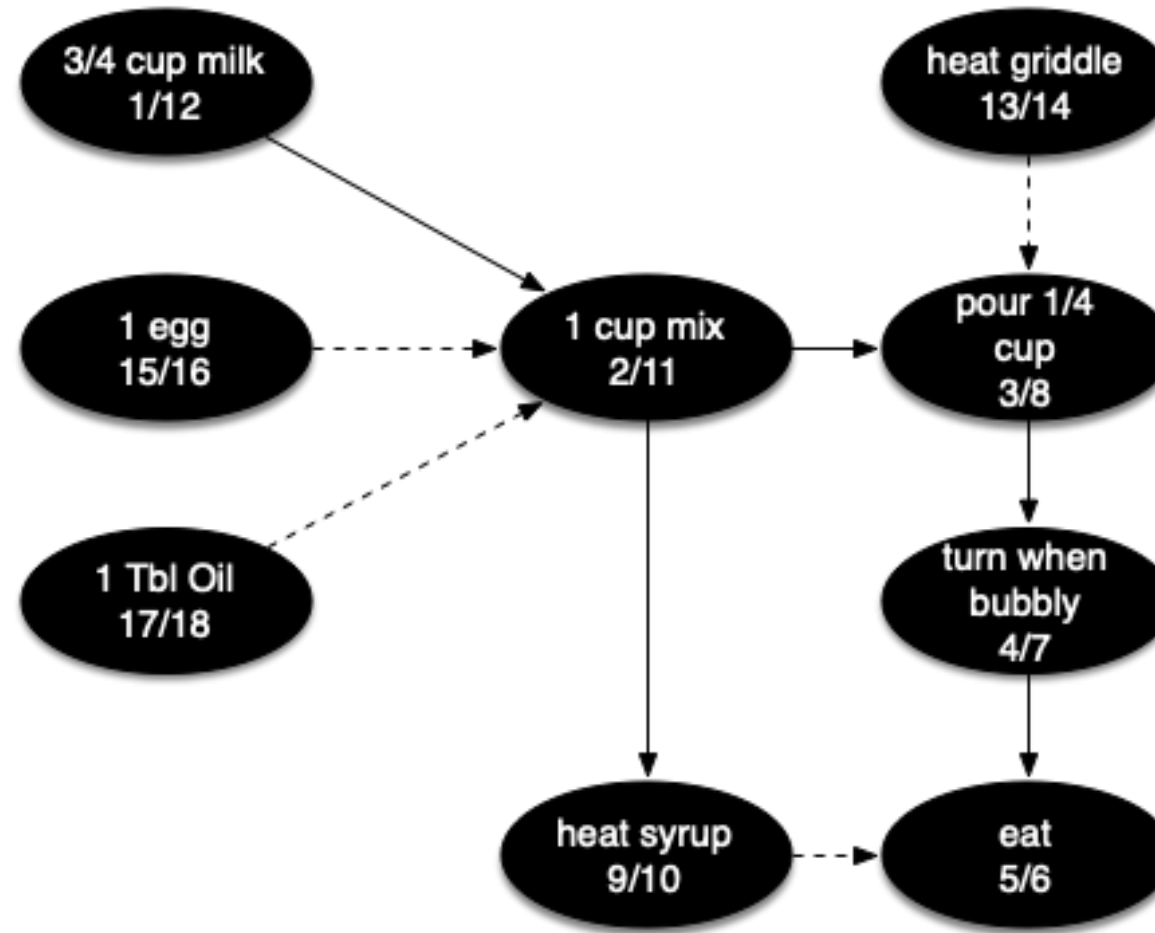 3/4 cup milk
1/12
heat griddle
13/14
1 egg
15/16
1 cup mix
2/11
pour 1/4
cup
3/8
1 Tbl Oil
17/18
turn when
bubbly
4/7
heat syrup
9/10
eat
5/6